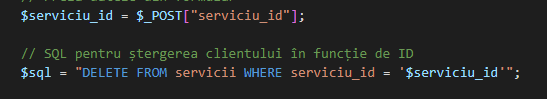 $serviciu_id = $_POST["serviciu_id"];
// SQL pentru ștergerea clientului în funcție de ID
$sql = "DELETE FROM servicii WHERE serviciu_id = '$serviciu_id'";